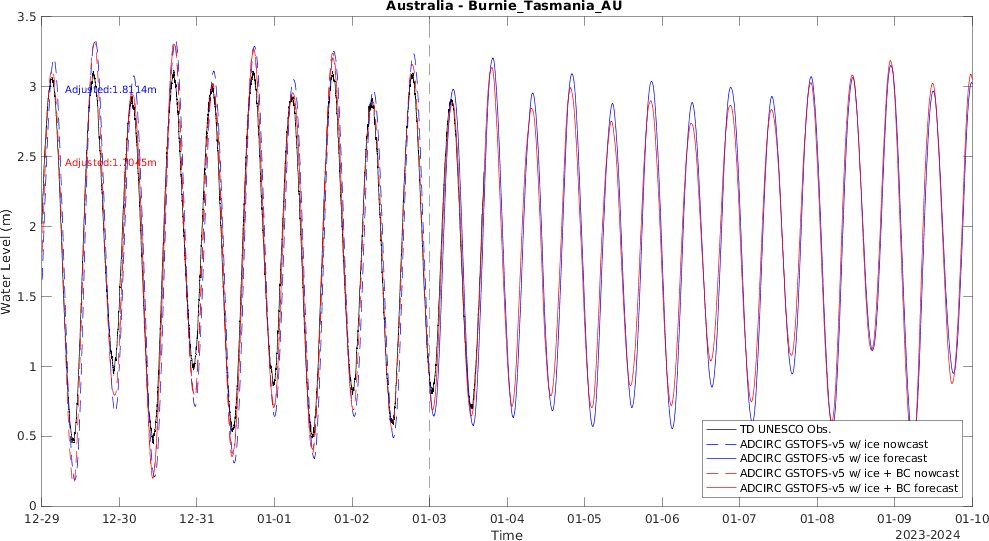 Australia - Burnie_Tasmania_AU
3.5
3
2.5
2
1.5
1
0.5
0
Water Level (m)
Adjusted:1.8114m
Adjusted:1.7045m
TD UNESCO Obs.
ADCIRC GSTOFS-v5 w/ ice nowcast
ADCIRC GSTOFS-v5 w/ ice forecast
ADCIRC GSTOFS-v5 w/ ice + BC nowcast
ADCIRC GSTOFS-v5 w/ ice + BC forecast
12-29 12-30 12-31 01-01 01-02 01-03 01-04 01-05 01-06 01-07 01-08 01-09 01-10
Time
2023-2024